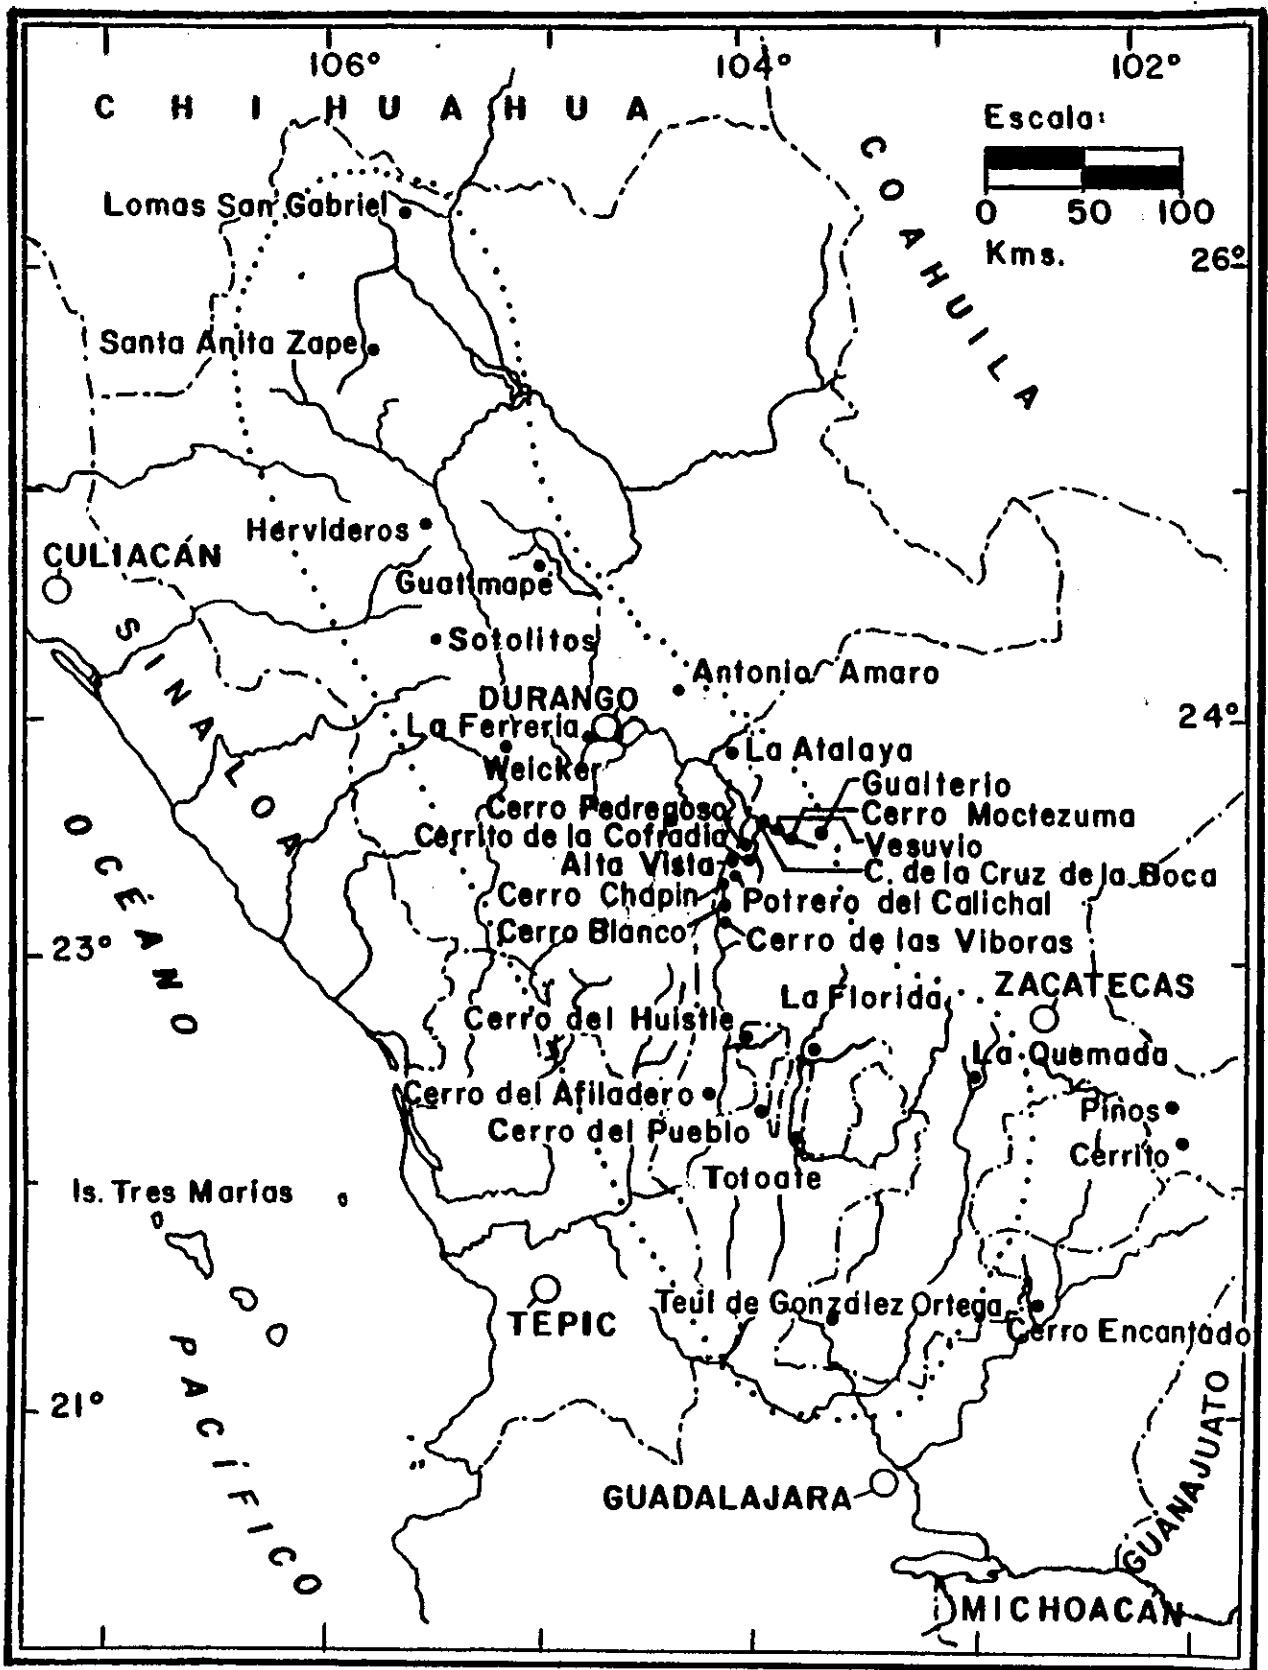 106°
104°
102°
CHIHUAHUA
COAHUILA
Escala:
0 50 100
Kms.
Lomas San Gabriel
26°
Santa Anita Zape
Hervideros
CULIACÁN
Guatimape
SINALOA
Sotolitos
Antonio Amaro
DURANGO
24°
La Ferreria
La Atalaya
Weicker
Gualterio
Cerro Pedregoso
Cerro Moctezuma
Cerrito de la Cofradia
Vesuvio
Alta Vista
C. de la Cruz de la Boca
Cerro Chapin
Potrero del Calichal
Cerro Blanco
Cerro de las Viboras
23°
OCÉANO
La Florida
ZACATECAS
Cerro del Huistle
La Quemada
Cerro del Afiladero
Pinos
Cerro del Pueblo
Cerrito
Totoate
Is. Tres Marías
TEPIC
Teul de González Ortega
Cerro Encantado
PACÍFICO
21°
GUANAJUATO
GUADALAJARA
MICHOACÁN